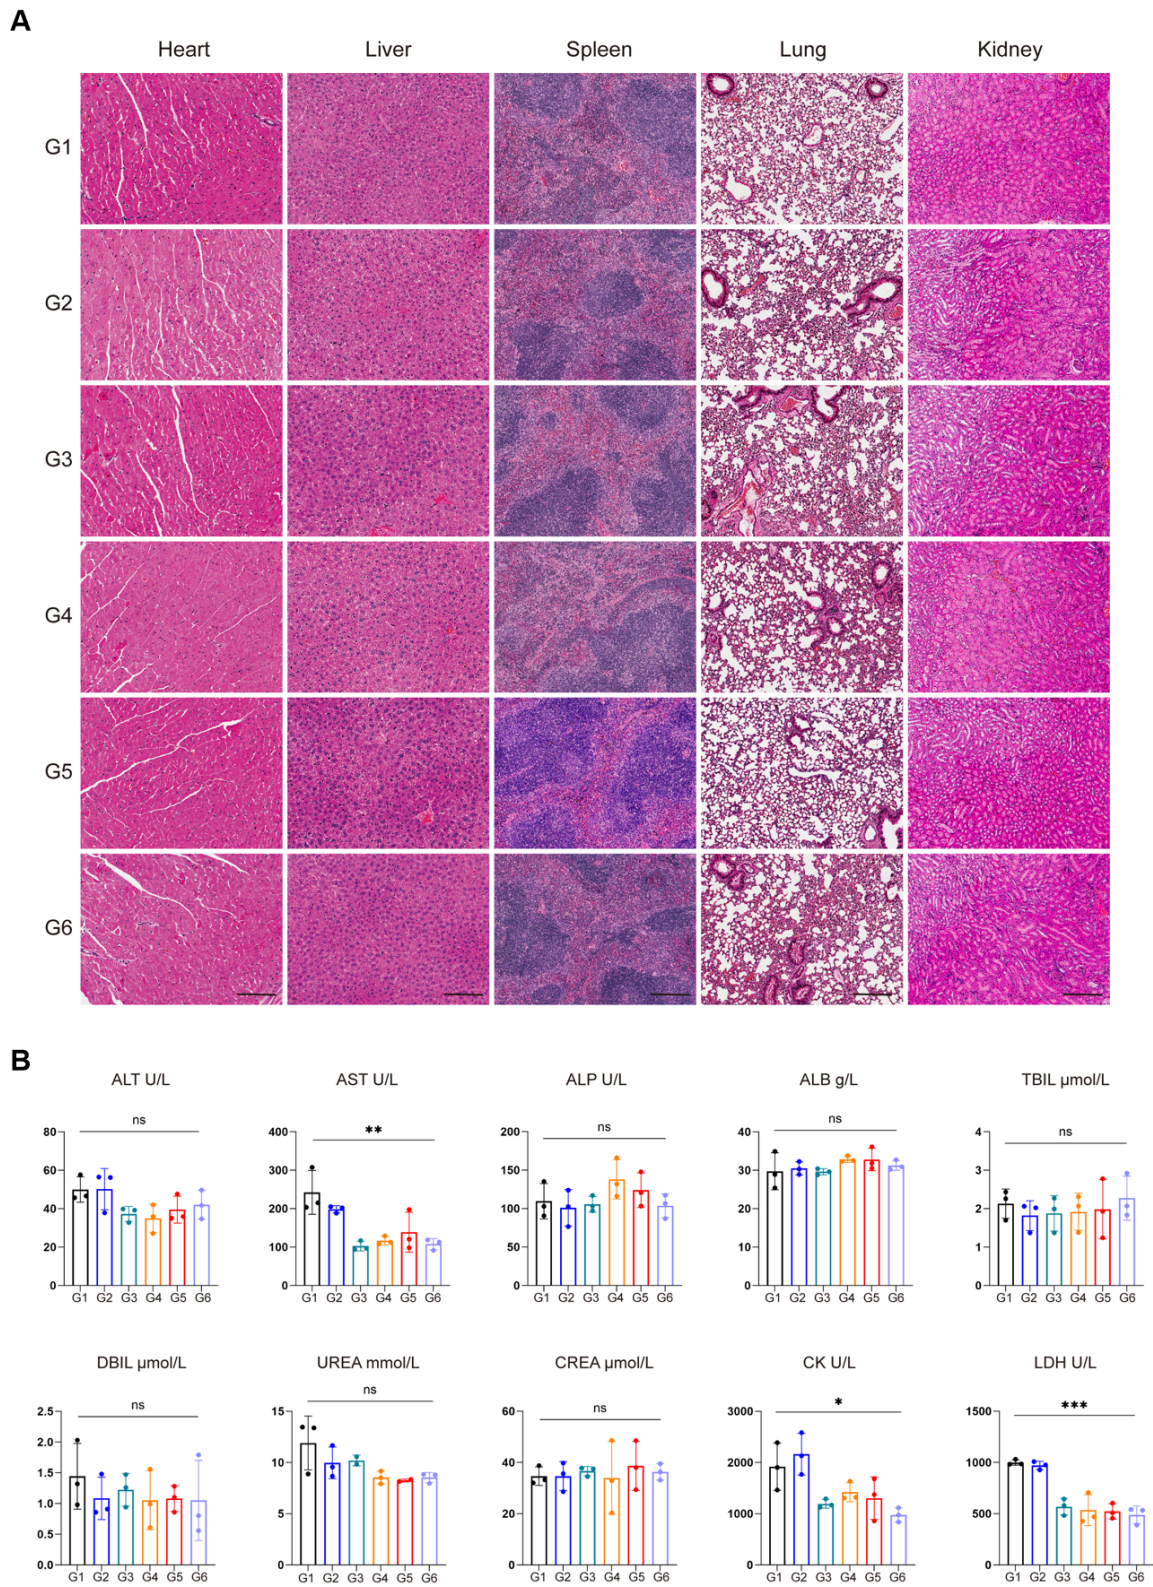 A
Heart Liver Spleen Lung Kidney
G1
G2
G3
G4
G5
G6
B
ALT U/L AST U/L ALP U/L ALB g/L TBIL µmol/L
ns ** ns ns ns
80 400 200 40 4
60 300 150 30 3
40 200 100 20 2
20 100 50 10 1
0 0 0 0 0
G1 G2 G3 G4 G5 G6 G1 G2 G3 G4 G5 G6 G1 G2 G3 G4 G5 G6 G1 G2 G3 G4 G5 G6 G1 G2 G3 G4 G5 G6
DBIL µmol/L UREA mmol/L CREA µmol/L CK U/L LDH U/L
ns ns ns * ***
2.5 15 60 3000 1500
2.0
1.5 10 40 2000 1000
1.0 5 20 1000 500
0.5
0.0 0 0 0 0
G1 G2 G3 G4 G5 G6 G1 G2 G3 G4 G5 G6 G1 G2 G3 G4 G5 G6 G1 G2 G3 G4 G5 G6 G1 G2 G3 G4 G5 G6